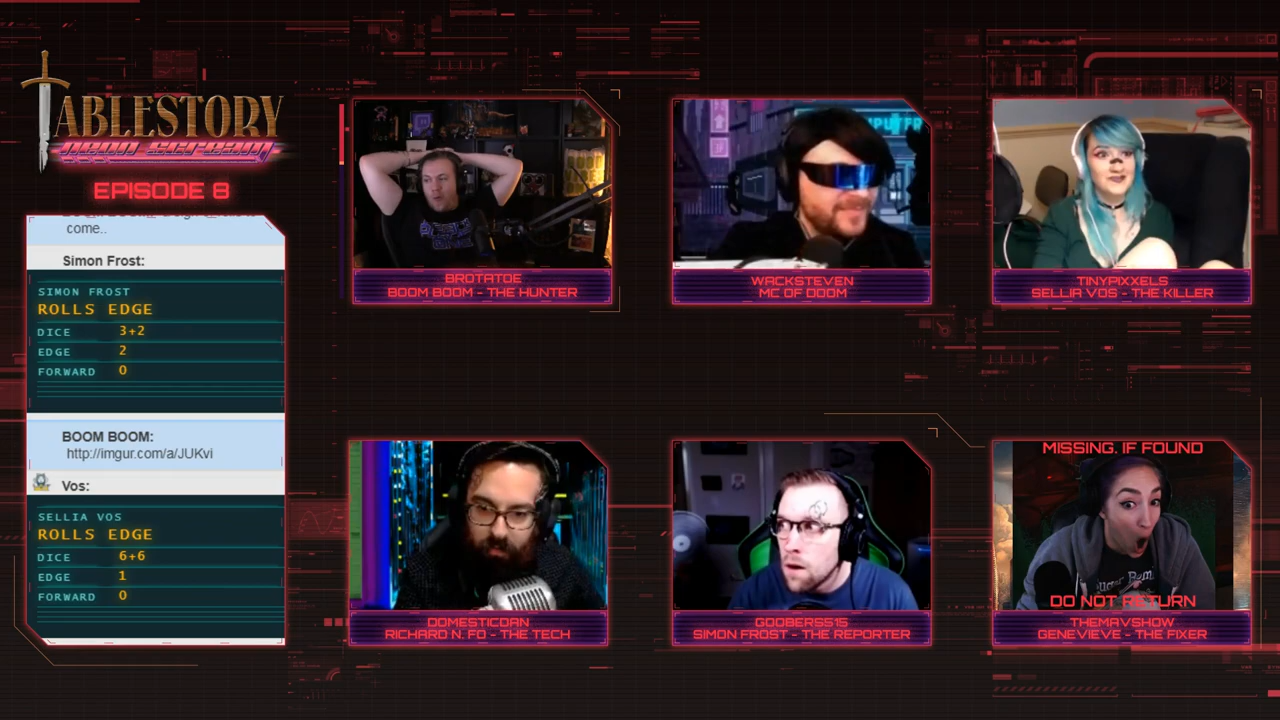 TABLESTORY
neon scream
EPISODE 8
come..
Simon Frost:
SIMON FROST
ROLLS EDGE
DICE 3+2
EDGE 2
FORWARD 0
BOOM BOOM:
http://imgur.com/a/JUKvi
Vos:
SELLIA VOS
ROLLS EDGE
DICE 6+6
EDGE 1
FORWARD 0
BROTATOE
BOOM BOOM - THE HUNTER
WACKSTEVEN
MC OF DOOM
TINYPIXXELS
SELLIA VOS - THE KILLER
DOMESTICDAN
RICHARD N. FO - THE TECH
GOOBERS515
SIMON FROST - THE REPORTER
MISSING. IF FOUND
DO NOT RETURN
THEMAVSHOW
GENEVIEVE - THE FIXER